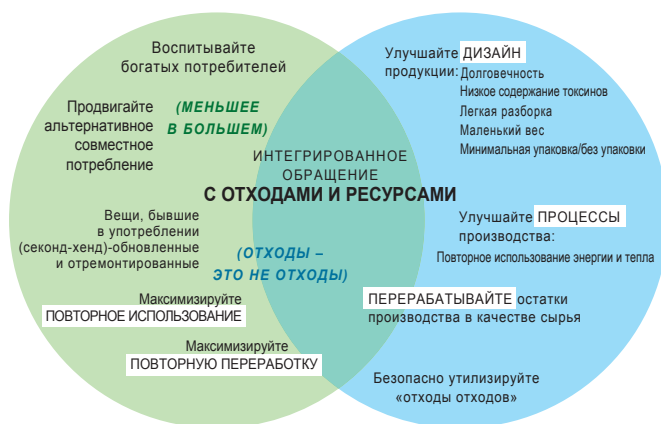 Воспитывайте
богатых потребителей
Продвигайте
альтернативное
совместное
потребление
(МЕНЬШЕЕ
В БОЛЬШЕМ)
ИНТЕГРИРОВАННОЕ
ОБРАЩЕНИЕ
С ОТХОДАМИ И РЕСУРСАМИ
Вещи, бывшие
в употреблении
(секонд-хенд)-обновленные
и отремонтированные
(ОТХОДЫ –
ЭТО НЕ ОТХОДЫ)
Максимизируйте
ПОВТОРНОЕ ИСПОЛЬЗОВАНИЕ
Максимизируйте
ПОВТОРНУЮ ПЕРЕРАБОТКУ
Улучшайте ДИЗАЙН
продукции:
Долговечность
Низкое содержание токсинов
Легкая разборка
Маленький вес
Минимальная упаковка/без упаковки
Улучшайте ПРОЦЕССЫ
производства:
Повторное использование энергии и тепла
ПЕРЕРАБАТЫВАЙТЕ остатки
производства в качестве сырья
Безопасно утилизируйте
«отходы отходов»